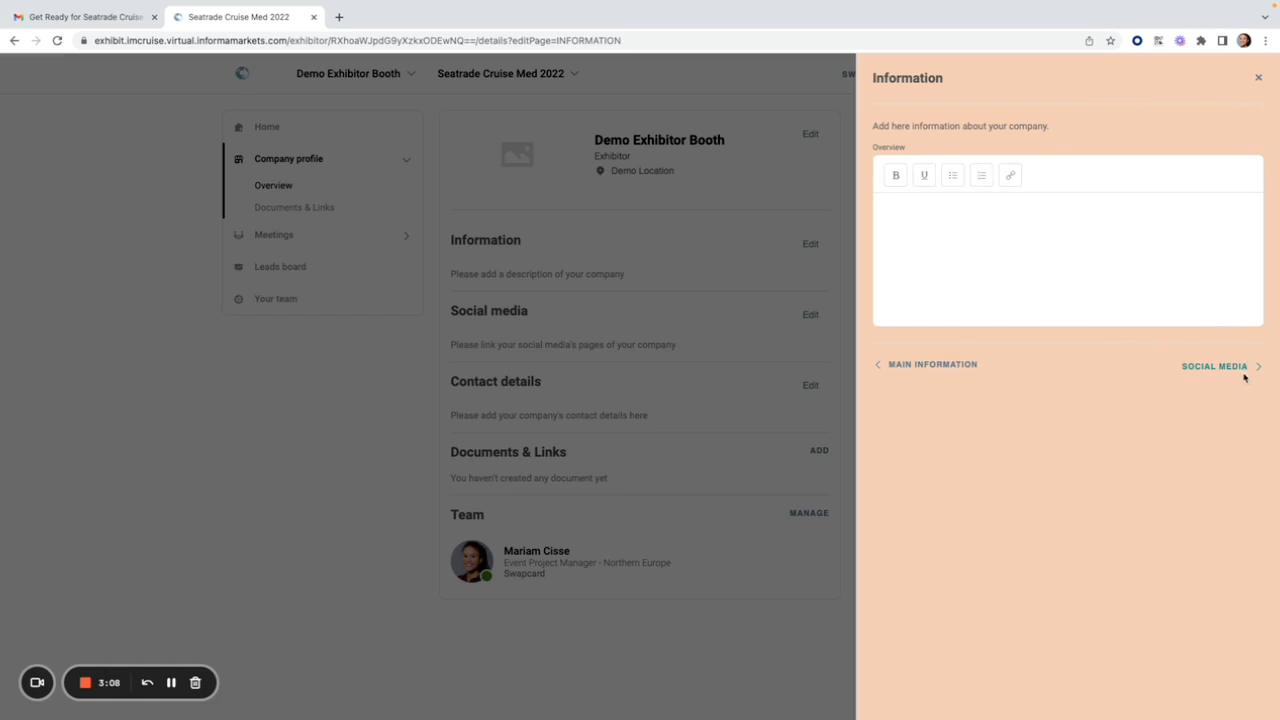 Get Ready for Seatrade Cruise
Seatrade Cruise Med 2022
exhibit.imcruise.virtual.informamarkets.com/exhibitor/RXhoaWJpdG9yXzkxODEwNQ==/details?editPage=INFORMATION
Demo Exhibitor Booth
Seatrade Cruise Med 2022
SW
Home
Company profile
Overview
Documents & Links
Meetings
Leads board
Your team
Demo Exhibitor Booth
Edit
Exhibitor
Demo Location
Information
Edit
Please add a description of your company
Social media
Edit
Please link your social media's pages of your company
Contact details
Edit
Please add your company's contact details here
Documents & Links
ADD
You haven't created any document yet
Team
MANAGE
Mariam Cisse
Event Project Manager - Northern Europe
Swapcard
Information
Add here information about your company.
Overview
B U
MAIN INFORMATION
SOCIAL MEDIA
3:08